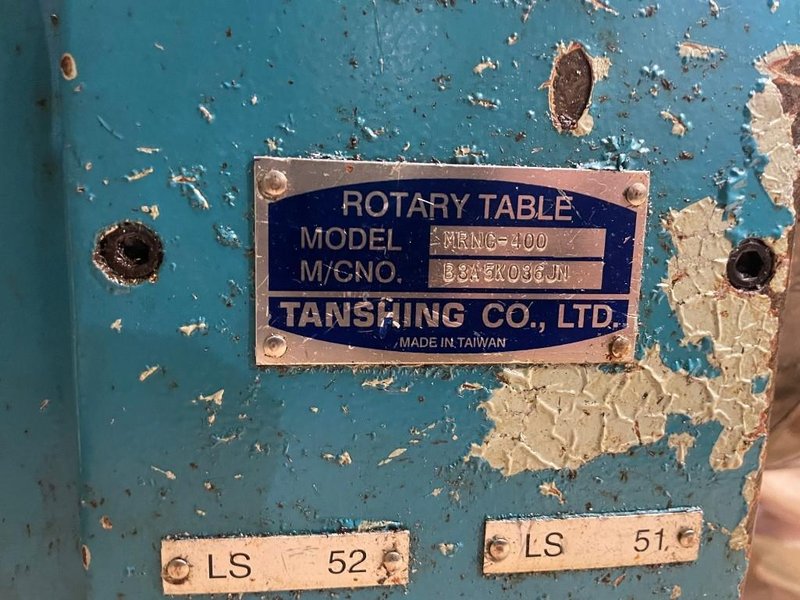 ROTARY TABLE
MODEL MRNC-400
M/CNO. B3A5K036JN
TANSHING CO., LTD.
MADE IN TAIWAN
LS 52
LS 51